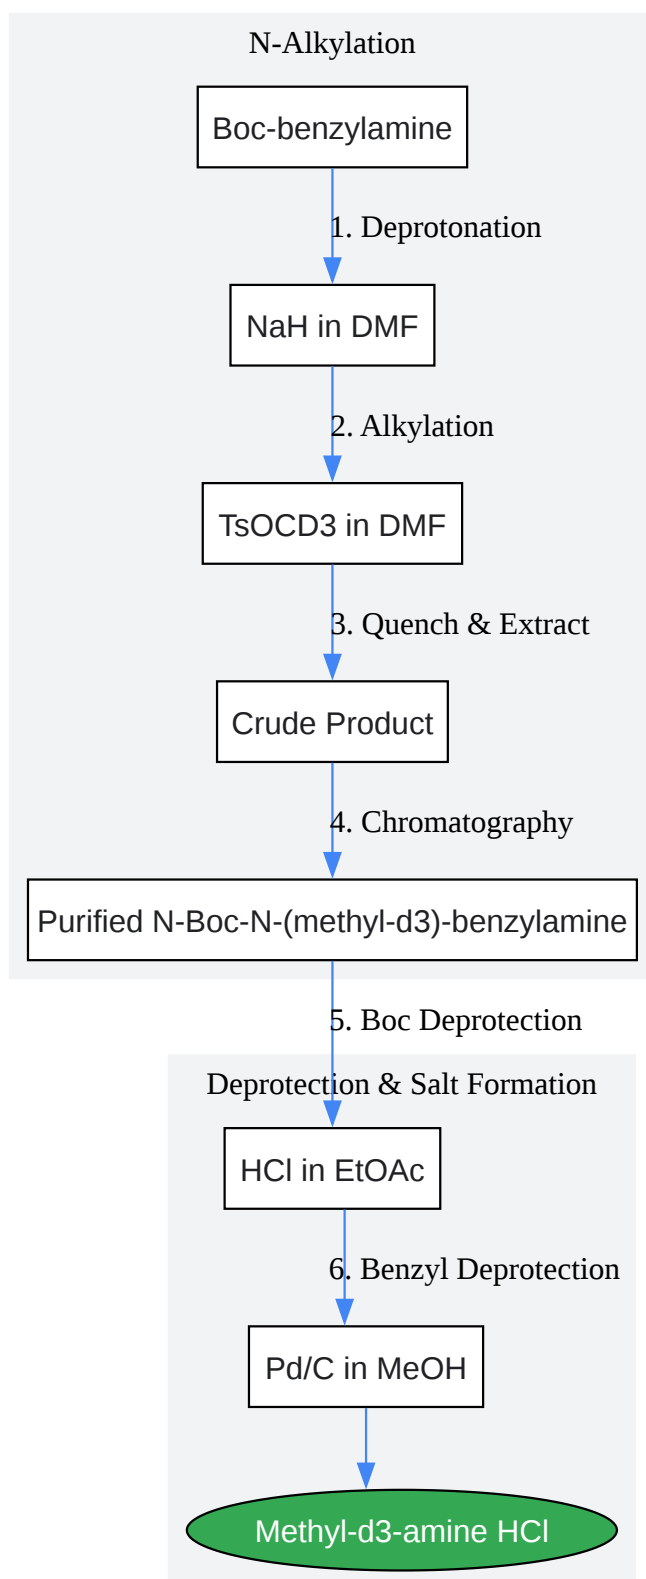 N-Alkylation
Boc-benzylamine
1. Deprotonation
NaH in DMF
2. Alkylation
TsOCD3 in DMF
3. Quench & Extract
Crude Product
4. Chromatography
Purified N-Boc-N-(methyl-d3)-benzylamine
5. Boc Deprotection
Deprotection & Salt Formation
HCl in EtOAc
6. Benzyl Deprotection
Pd/C in MeOH
Methyl-d3-amine HCl